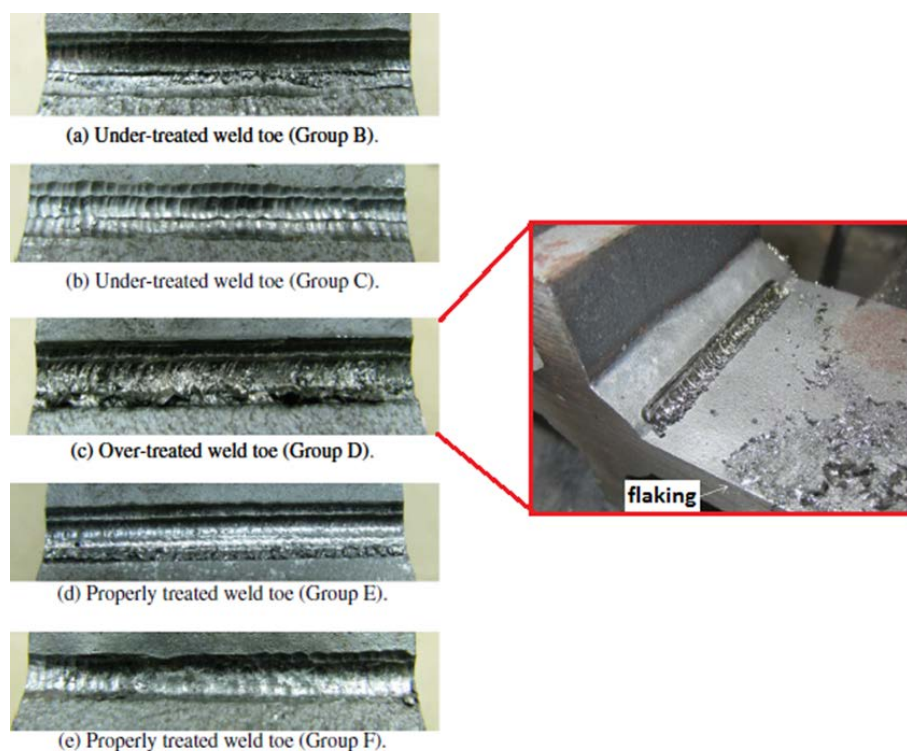 (a) Under-treated weld toe (Group B).
(b) Under-treated weld toe (Group C).
(c) Over-treated weld toe (Group D).
flaking
(d) Properly treated weld toe (Group E).
(e) Properly treated weld toe (Group F).